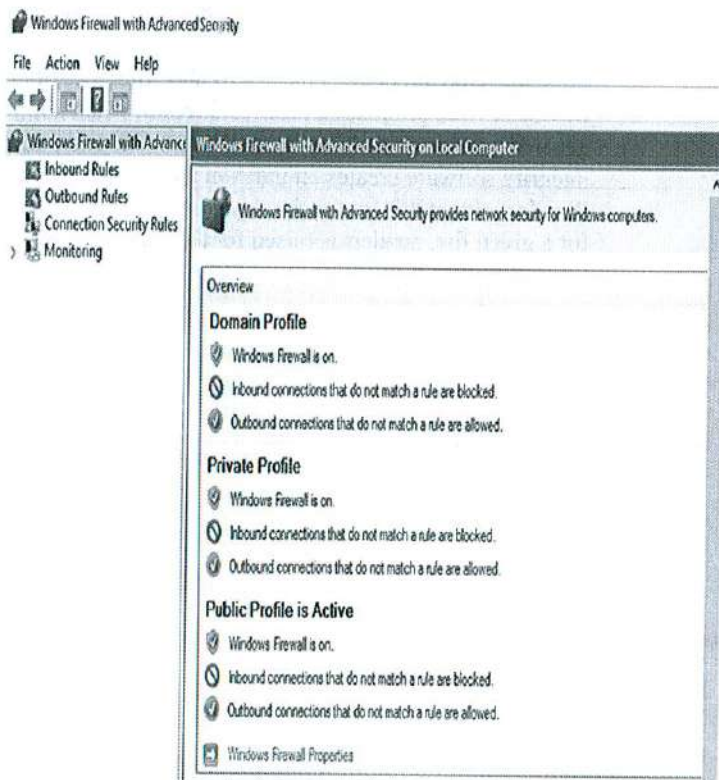 Windows Firewall with Advanced Security
File Action View Help
Windows Firewall with Advance
Inbound Rules
Outbound Rules
Connection Security Rules
Monitoring
Windows Firewall with Advanced Security on Local Computer
Windows Firewall with Advanced Security provides network security for Windows computers.
Overview
Domain Profile
Windows Firewall is on.
Inbound connections that do not match a rule are blocked.
Outbound connections that do not match a rule are allowed.
Private Profile
Windows Firewall is on.
Inbound connections that do not match a rule are blocked.
Outbound connections that do not match a rule are allowed.
Public Profile is Active
Windows Firewall is on.
Inbound connections that do not match a rule are blocked.
Outbound connections that do not match a rule are allowed.
Windows Firewall Properties